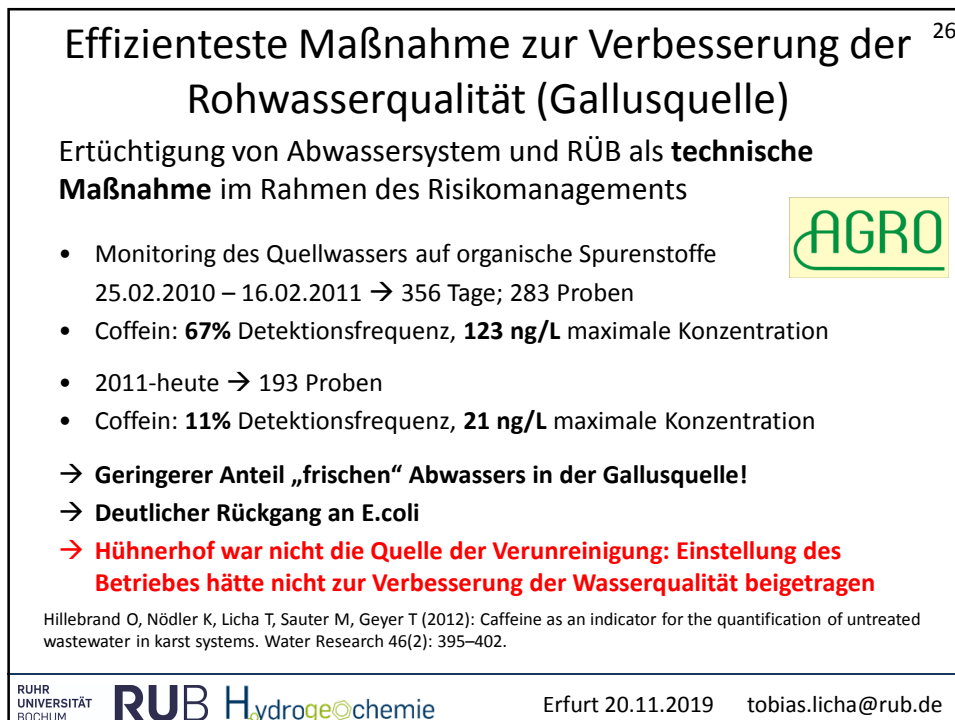 Effizienteste Maßnahme zur Verbesserung der
26
Rohwasserqualität (Gallusquelle)
Ertüchtigung von Abwassersystem und RÜB als technische
Maßnahme im Rahmen des Risikomanagements
AGRO
• Monitoring des Quellwassers auf organische Spurenstoffe
25.02.2010 – 16.02.2011 → 356 Tage; 283 Proben
• Coffein: 67% Detektionsfrequenz, 123 ng/L maximale Konzentration
• 2011-heute → 193 Proben
• Coffein: 11% Detektionsfrequenz, 21 ng/L maximale Konzentration
→ Geringerer Anteil „frischen“ Abwassers in der Gallusquelle!
→ Deutlicher Rückgang an E.coli
→ Hühnerhof war nicht die Quelle der Verunreinigung: Einstellung des
Betriebes hätte nicht zur Verbesserung der Wasserqualität beigetragen
Hillebrand O, Nödler K, Licha T, Sauter M, Geyer T (2012): Caffeine as an indicator for the quantification of untreated
wastewater in karst systems. Water Research 46(2): 395–402.
RUHR
UNIVERSITÄT
BOCHUM
RUB
Hydrogeochemie
Erfurt 20.11.2019 tobias.licha@rub.de